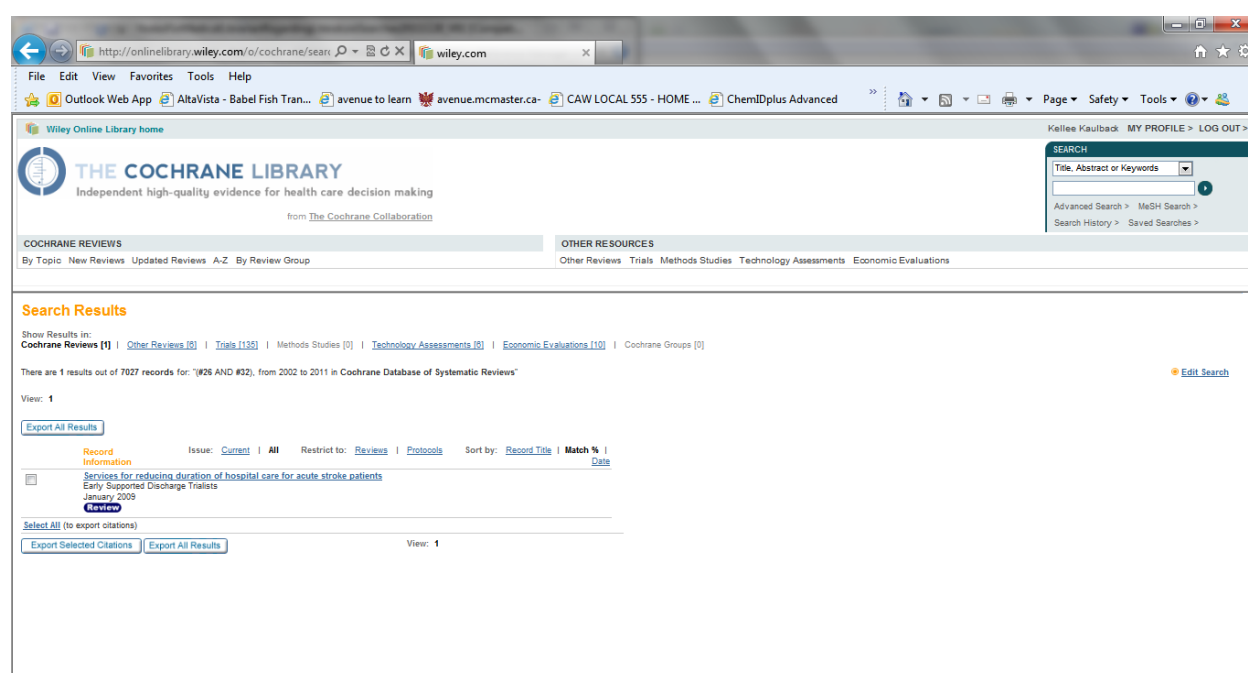 http://onlinelibrary.wiley.com/o/cochrane/sear
wiley.com
File Edit View Favorites Tools Help
Outlook Web App AltaVista - Babel Fish Tran... avenue to learn avenue.mcmaster.ca- CAW LOCAL 555 - HOME ... ChemIDplus Advanced » Page Safety Tools
Wiley Online Library home
Kellee Kaulback MY PROFILE > LOG OUT >
THE COCHRANE LIBRARY
Independent high-quality evidence for health care decision making
from The Cochrane Collaboration
SEARCH
Title, Abstract or Keywords
Advanced Search > MeSH Search >
Search History > Saved Searches >
COCHRANE REVIEWS
By Topic New Reviews Updated Reviews A-Z By Review Group
OTHER RESOURCES
Other Reviews Trials Methods Studies Technology Assessments Economic Evaluations
Search Results
Show Results in:
Cochrane Reviews [1] | Other Reviews [6] | Trials [135] | Methods Studies [0] | Technology Assessments [6] | Economic Evaluations [10] | Cochrane Groups [0]
There are 1 results out of 7027 records for: "(#26 AND #32), from 2002 to 2011 in Cochrane Database of Systematic Reviews"
Edit Search
View: 1
Export All Results
Record Information
Issue: Current | All Restrict to: Reviews | Protocols Sort by: Record Title | Match % | Date
Services for reducing duration of hospital care for acute stroke patients
Early Supported Discharge Trialists
January 2009
Review
Select All (to export citations)
Export Selected Citations Export All Results View: 1